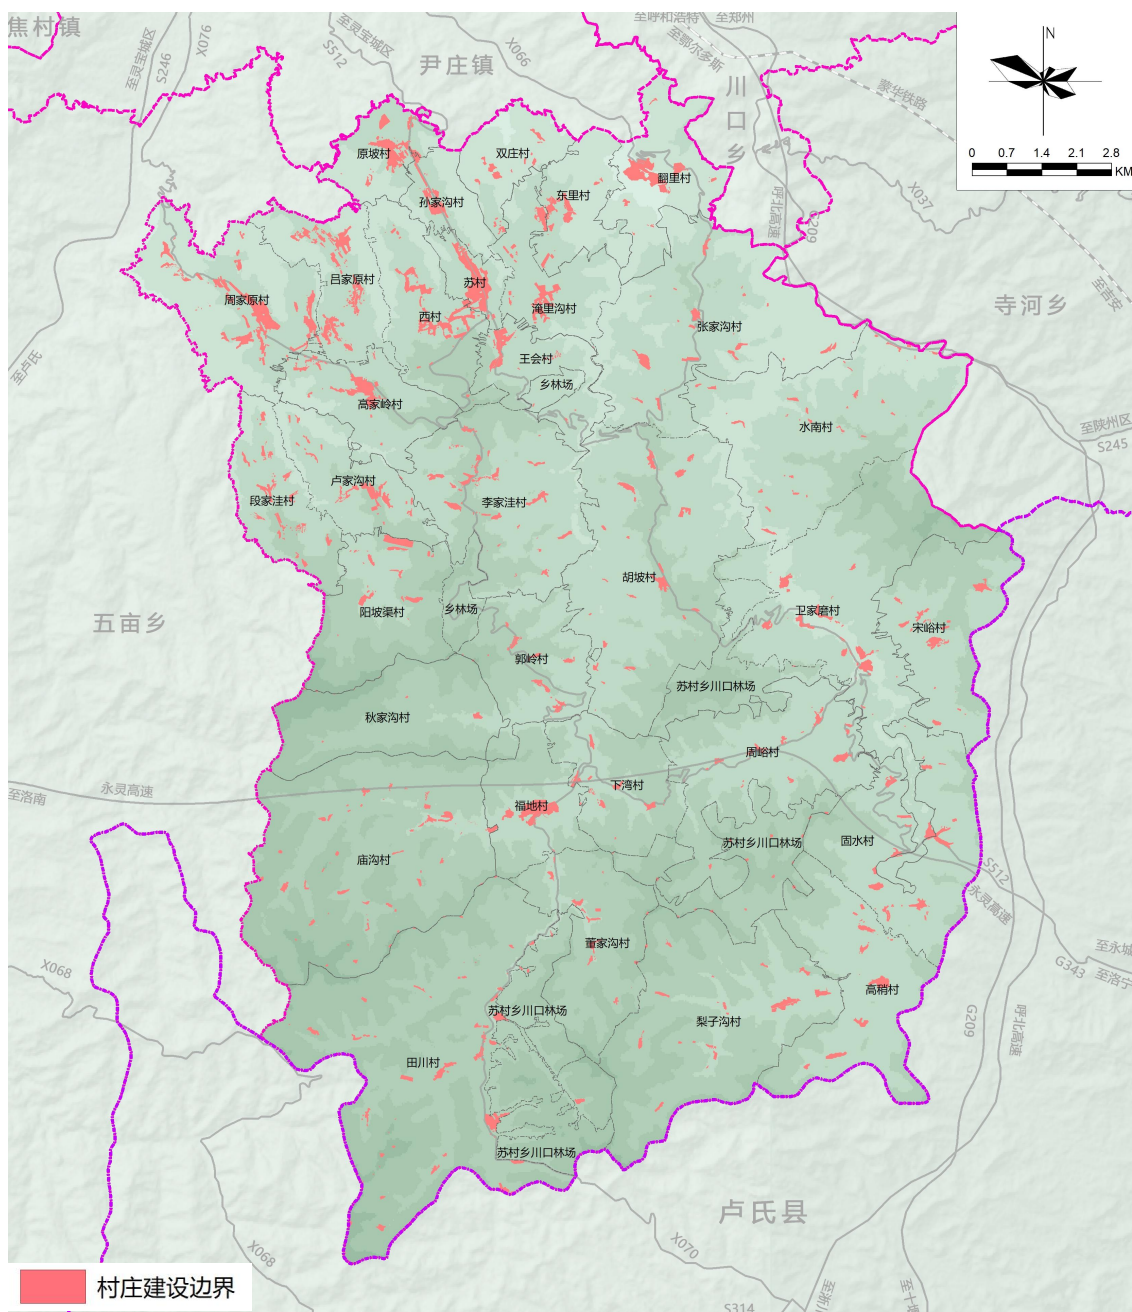 焦村镇
至灵宝城区
S246
X076
至灵宝城区
S512
X066
尹庄镇
至呼和浩特
至郑州
至鄂尔多斯
川口乡
蒙华铁路
N
0 0.7 1.4 2.1 2.8
KM
X037
呼北高速
G209
至吉安
寺河乡
原坡村
双庄村
翻里村
东里村
孙家沟村
吕家原村
苏村
周家原村
淹里沟村
西村
张家沟村
王会村
乡林场
至卢氏
高家岭村
水南村
至陕州区
S245
卢家沟村
段家洼村
李家洼村
胡坡村
乡林场
阳坡渠村
卫家磨村
宋峪村
五亩乡
郭岭村
苏村乡川口林场
秋家沟村
周峪村
下湾村
永灵高速
至洛南
福地村
苏村乡川口林场
固水村
庙沟村
S512
永灵高速
董家沟村
至永城
G343
至洛宁
X068
高稍村
苏村乡川口林场
梨子沟村
G209
呼北高速
田川村
苏村乡川口林场
卢氏县
X068
X070
至淅川
S314
村庄建设边界